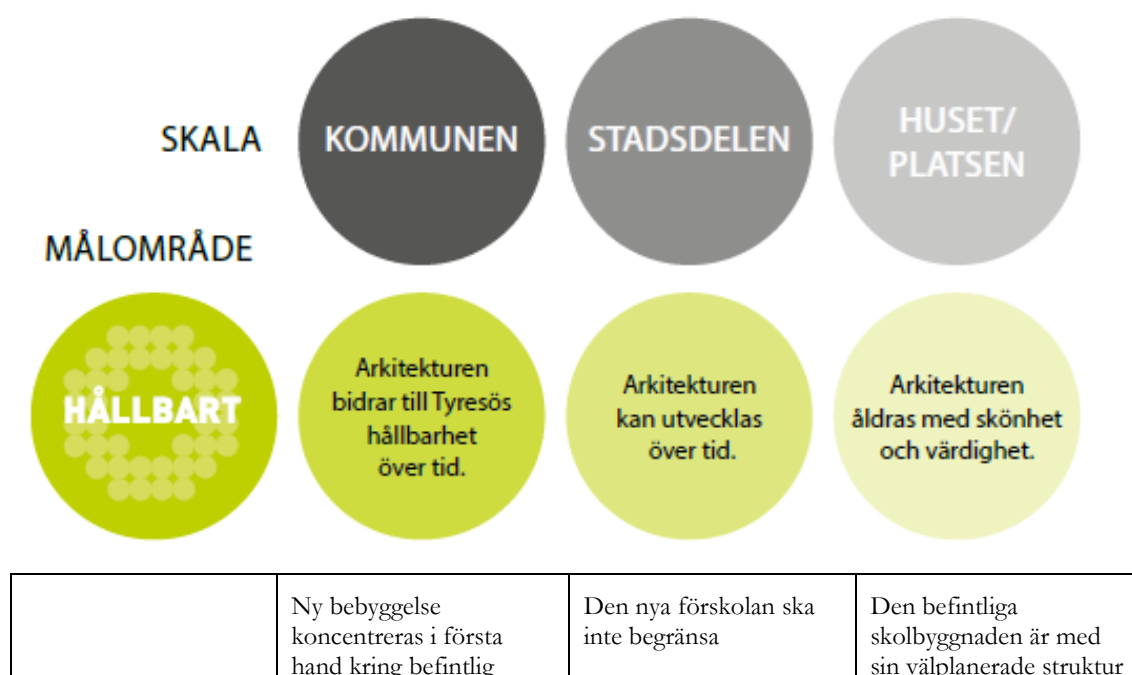 SKALA
KOMMUNEN
STADSDELEN
HUSET/
PLATSEN
MÅLOMRÅDE
HÅLLBART
Arkitekturen
bidrar till Tyresös
hållbarhet
över tid.
Arkitekturen
kan utvecklas
över tid.
Arkitekturen
åldras med skönhet
och värdighet.
Ny bebyggelse
koncentreras i första
hand kring befintlig
Den nya förskolan ska
inte begränsa
Den befintliga
skolbyggnaden är med
sin välplanerade struktur